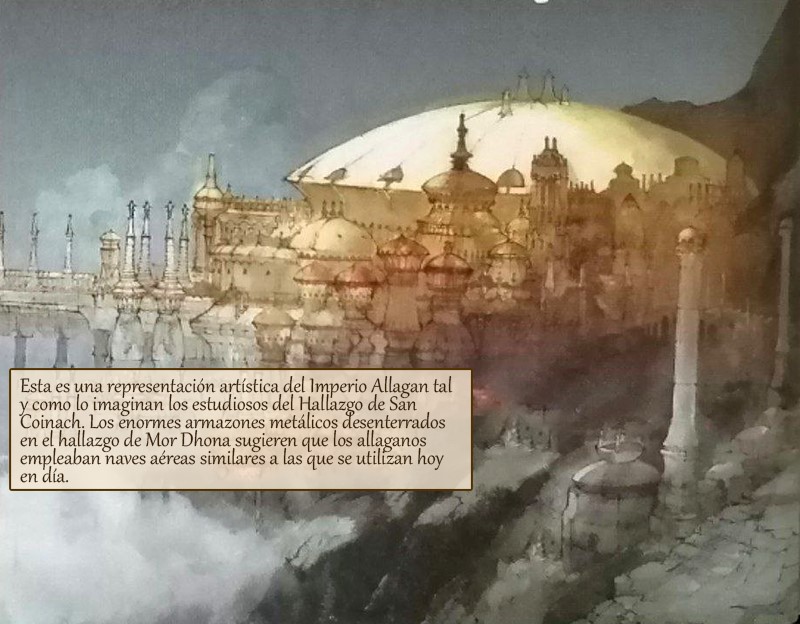 Esta es una representación artística del Imperio Allagan tal
y como lo imaginan los estudiosos del Hallazgo de San
Coinach. Los enormes armazones metálicos desenterrados
en el hallazgo de Mor Dhona sugieren que los allaganos
empleaban naves aéreas similares a las que se utilizan hoy
en día.